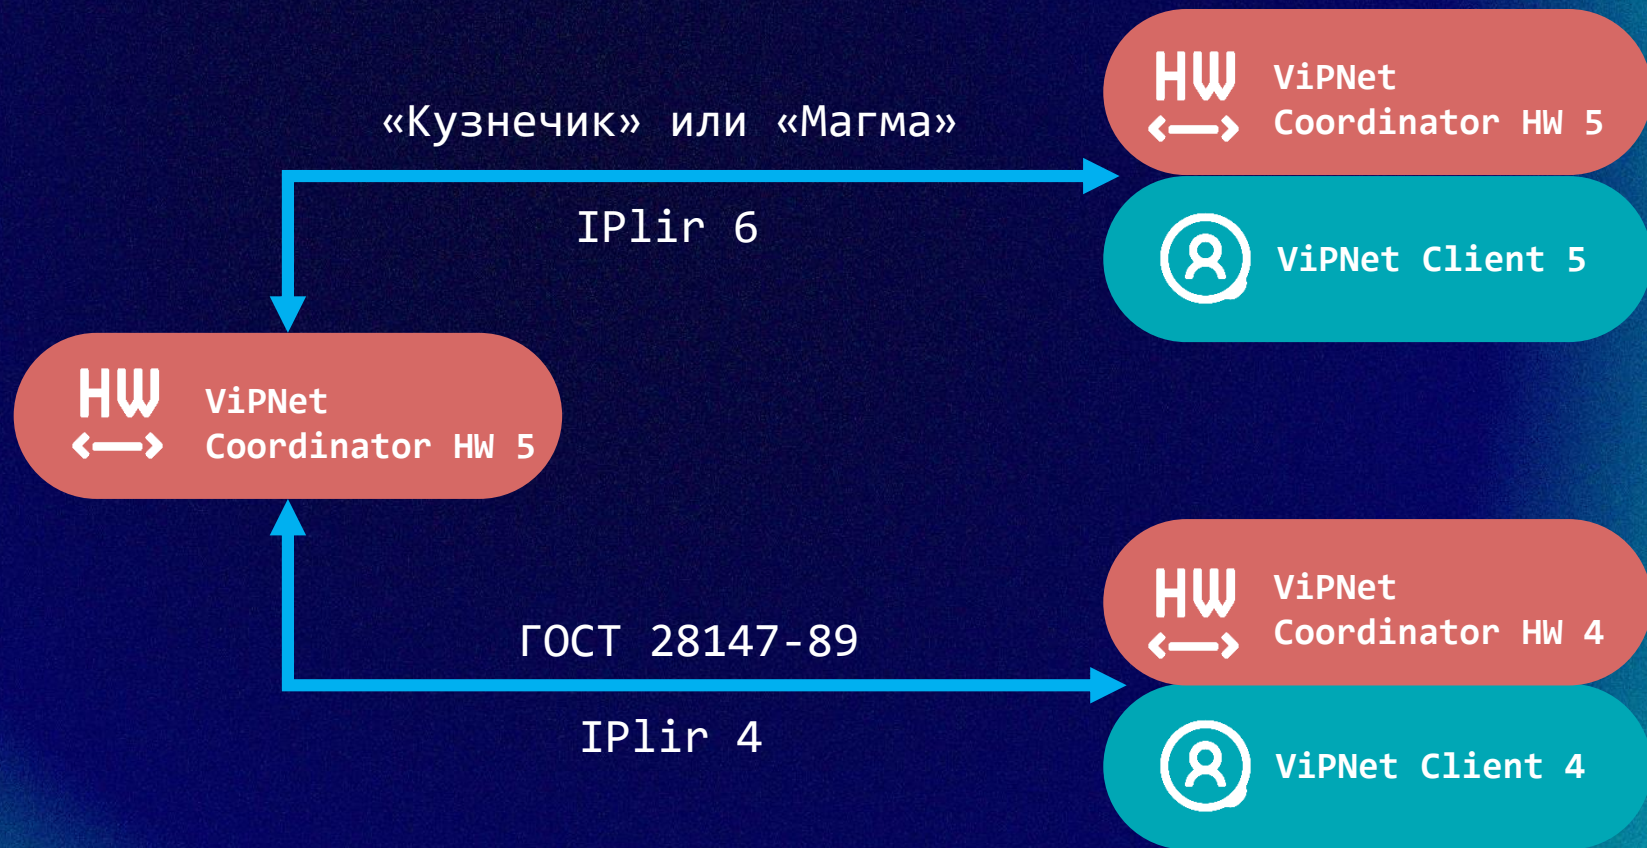 «Кузнечик» или «Магма»
IPlir 6
HW
ViPNet
Coordinator HW 5
ViPNet Client 5
HW
ViPNet
Coordinator HW 5
ГОСТ 28147-89
IPlir 4
HW
ViPNet
Coordinator HW 4
ViPNet Client 4